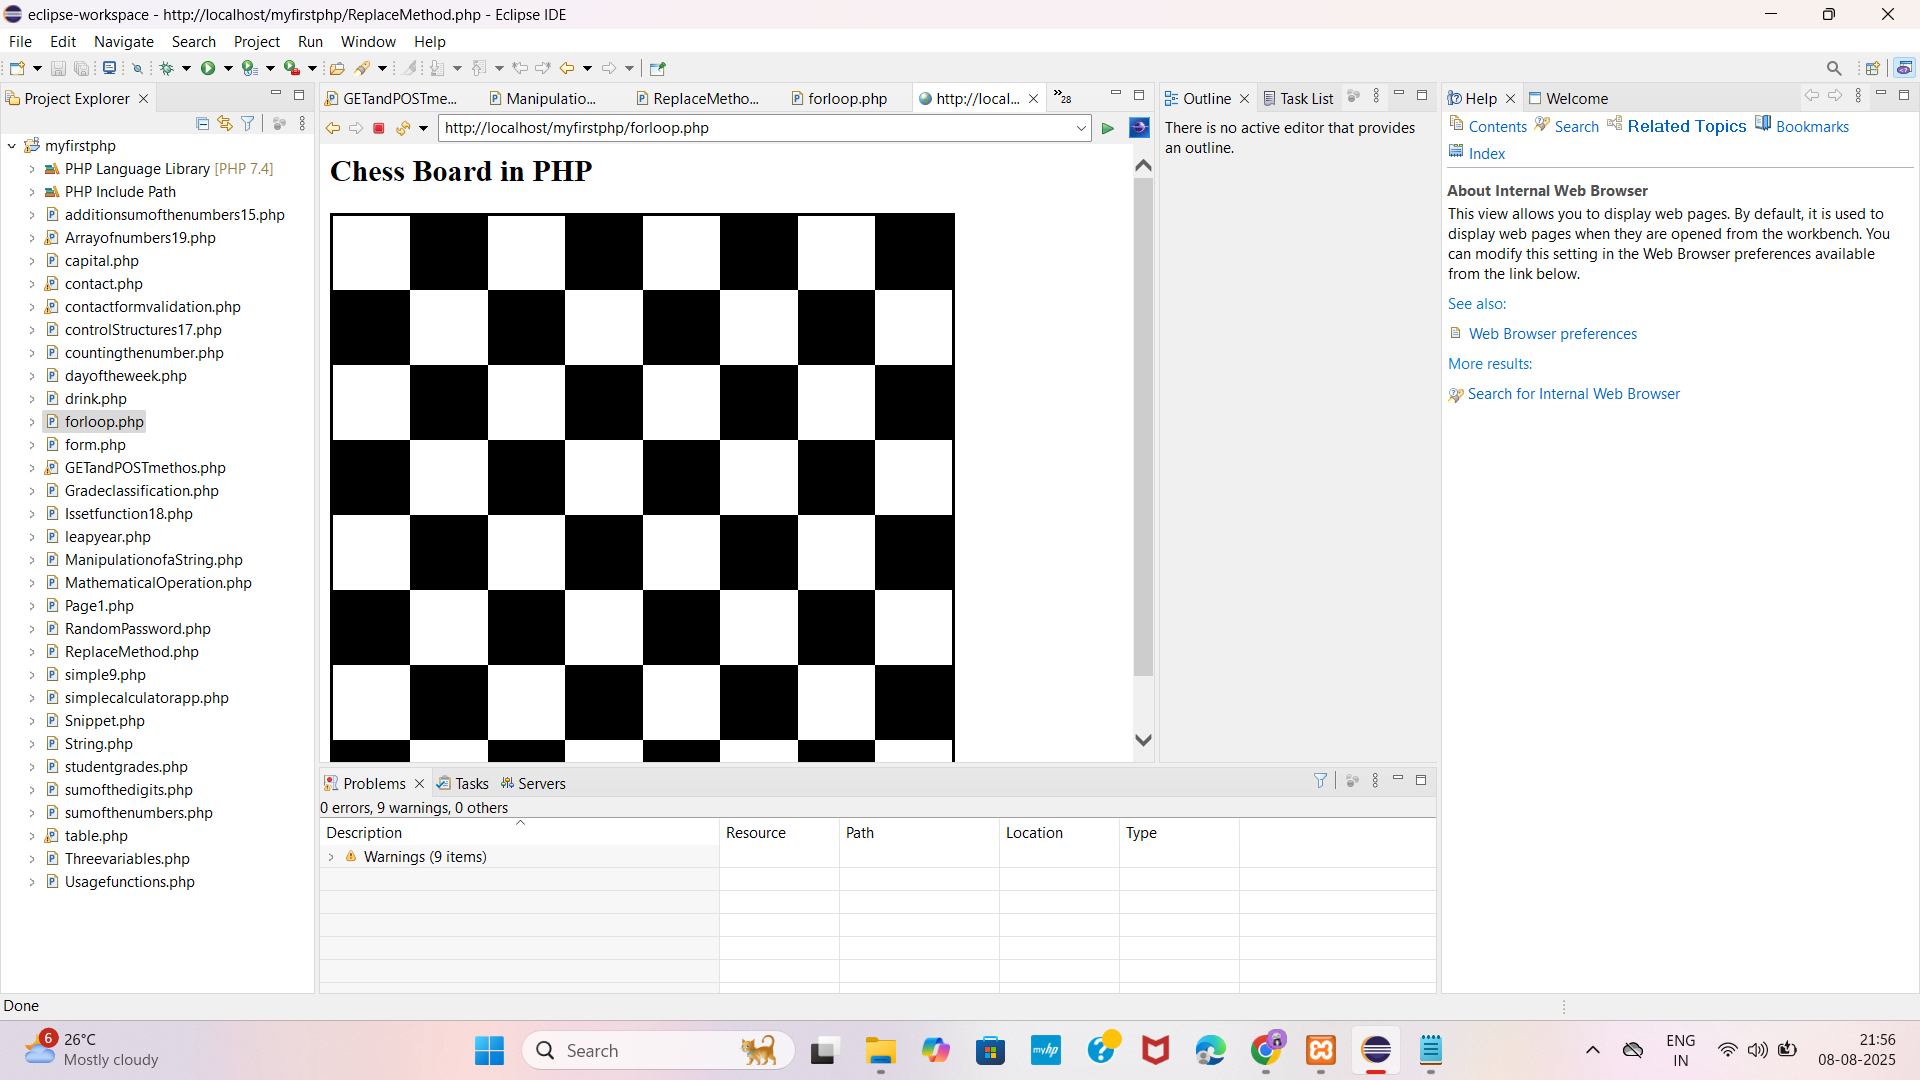 eclipse-workspace - http://localhost/myfirstphp/ReplaceMethod.php - Eclipse IDE
File Edit Navigate Search Project Run Window Help
Project Explorer
myfirstphp
PHP Language Library [PHP 7.4]
PHP Include Path
additionsumofthenumbers15.php
Arrayofnumbers19.php
capital.php
contact.php
contactformvalidation.php
controlStructures17.php
countingthenumber.php
dayoftheweek.php
drink.php
forloop.php
form.php
GETandPOSTmethos.php
Gradeclassification.php
Issetfunction18.php
leapyear.php
ManipulationofaString.php
MathematicalOperation.php
Page1.php
RandomPassword.php
ReplaceMethod.php
simple9.php
simplecalculatorapp.php
Snippet.php
String.php
studentgrades.php
sumofthedigits.php
sumofthenumbers.php
table.php
Threevariables.php
Usagefunctions.php
GETandPOSTme... Manipulatio... ReplaceMetho... forloop.php http://local... »28
http://localhost/myfirstphp/forloop.php
Chess Board in PHP
Outline Task List
There is no active editor that provides
an outline.
Help Welcome
Contents Search Related Topics Bookmarks
Index
About Internal Web Browser
This view allows you to display web pages. By default, it is used to
display web pages when they are opened from the workbench. You
can modify this setting in the Web Browser preferences available
from the link below.
See also:
Web Browser preferences
More results:
Search for Internal Web Browser
Problems Tasks Servers
0 errors, 9 warnings, 0 others
Description Resource Path Location Type
Warnings (9 items)
Done
6
26°C
Mostly cloudy
Search
myhp
ENG
IN
21:56
08-08-2025